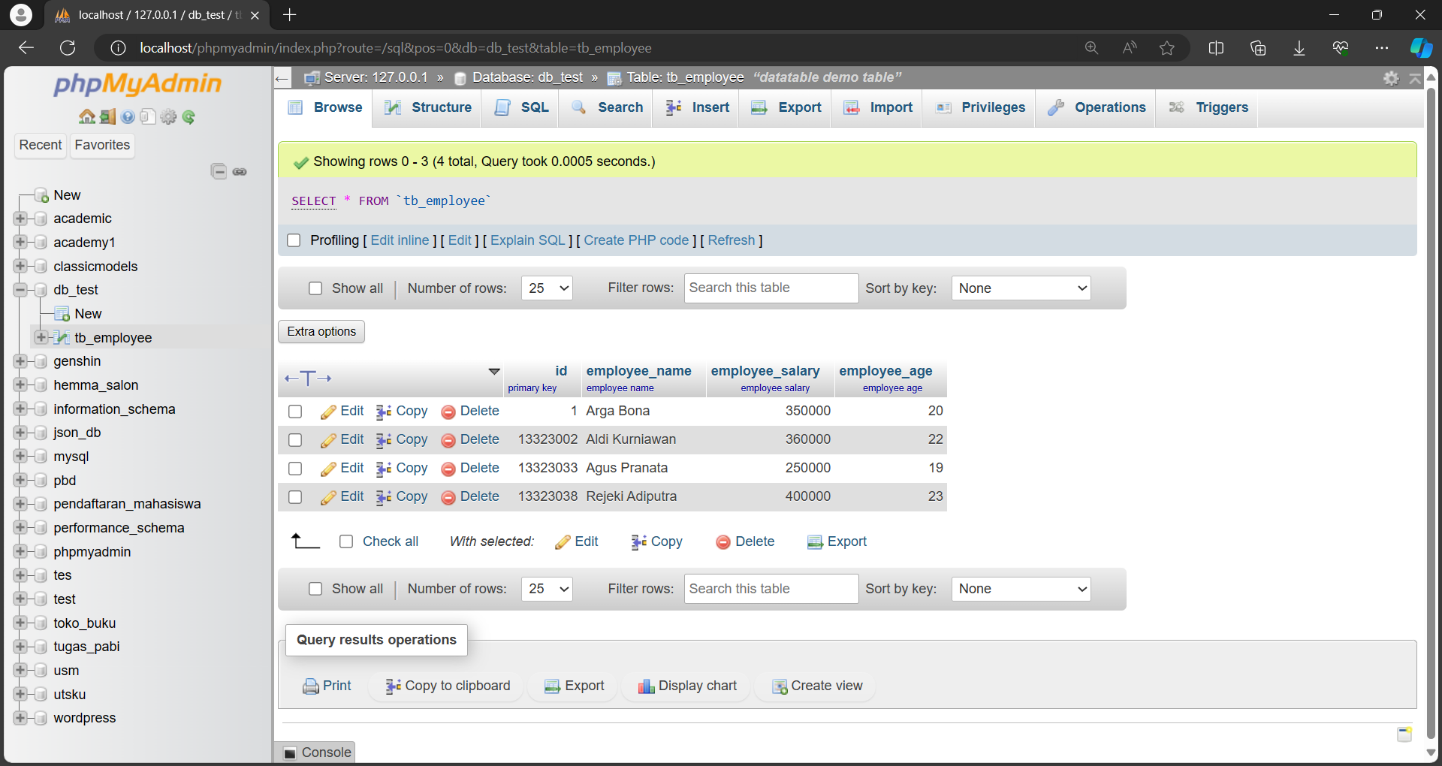 localhost / 127.0.0.1 / db_test / t
localhost/phpmyadmin/index.php?route=/sql&pos=0&db=db_test&table=tb_employee
phpMyAdmin
Recent Favorites
New
academic
academy1
classicmodels
db_test
New
tb_employee
genshin
hemma_salon
information_schema
json_db
mysql
pbd
pendaftaran_mahasiswa
performance_schema
phpmyadmin
tes
test
toko_buku
tugas_pabi
usm
utsku
wordpress
Server: 127.0.0.1 » Database: db_test » Table: tb_employee “datatable demo table”
Browse Structure SQL Search Insert Export Import Privileges Operations Triggers
Showing rows 0 - 3 (4 total, Query took 0.0005 seconds.)
SELECT * FROM `tb_employee`
Profiling [ Edit inline ] [ Edit ] [ Explain SQL ] [ Create PHP code ] [ Refresh ]
Show all | Number of rows: 25 Filter rows: Search this table Sort by key: None
Extra options
←T→ id employee_name employee_salary employee_age
primary key employee name employee salary employee age
Edit Copy Delete 1 Arga Bona 350000 20
Edit Copy Delete 13323002 Aldi Kurniawan 360000 22
Edit Copy Delete 13323033 Agus Pranata 250000 19
Edit Copy Delete 13323038 Rejeki Adiputra 400000 23
Check all With selected: Edit Copy Delete Export
Show all | Number of rows: 25 Filter rows: Search this table Sort by key: None
Query results operations
Print Copy to clipboard Export Display chart Create view
Console